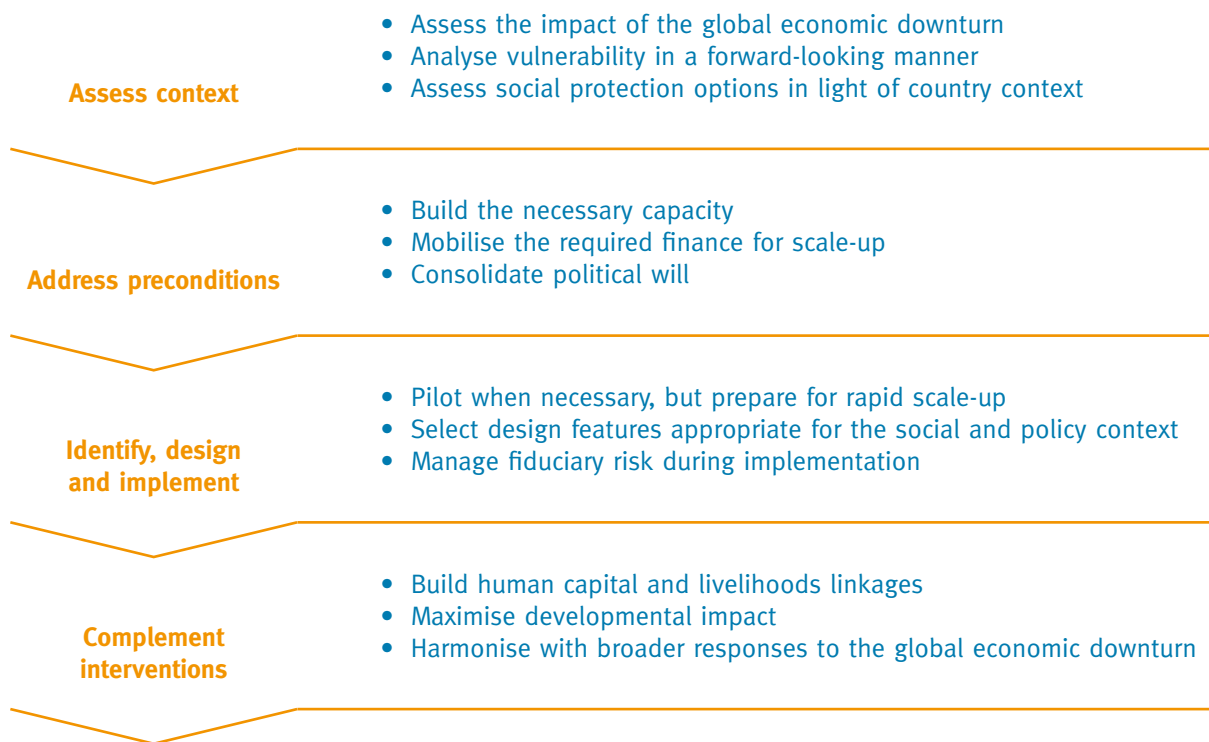 • Assess the impact of the global economic downturn
• Analyse vulnerability in a forward-looking manner
Assess context
• Assess social protection options in light of country context
• Build the necessary capacity
• Mobilise the required finance for scale-up
Address preconditions
• Consolidate political will
• Pilot when necessary, but prepare for rapid scale-up
• Select design features appropriate for the social and policy context
Identify, design
and implement
• Manage fiduciary risk during implementation
• Build human capital and livelihoods linkages
• Maximise developmental impact
Complement
interventions
• Harmonise with broader responses to the global economic downturn